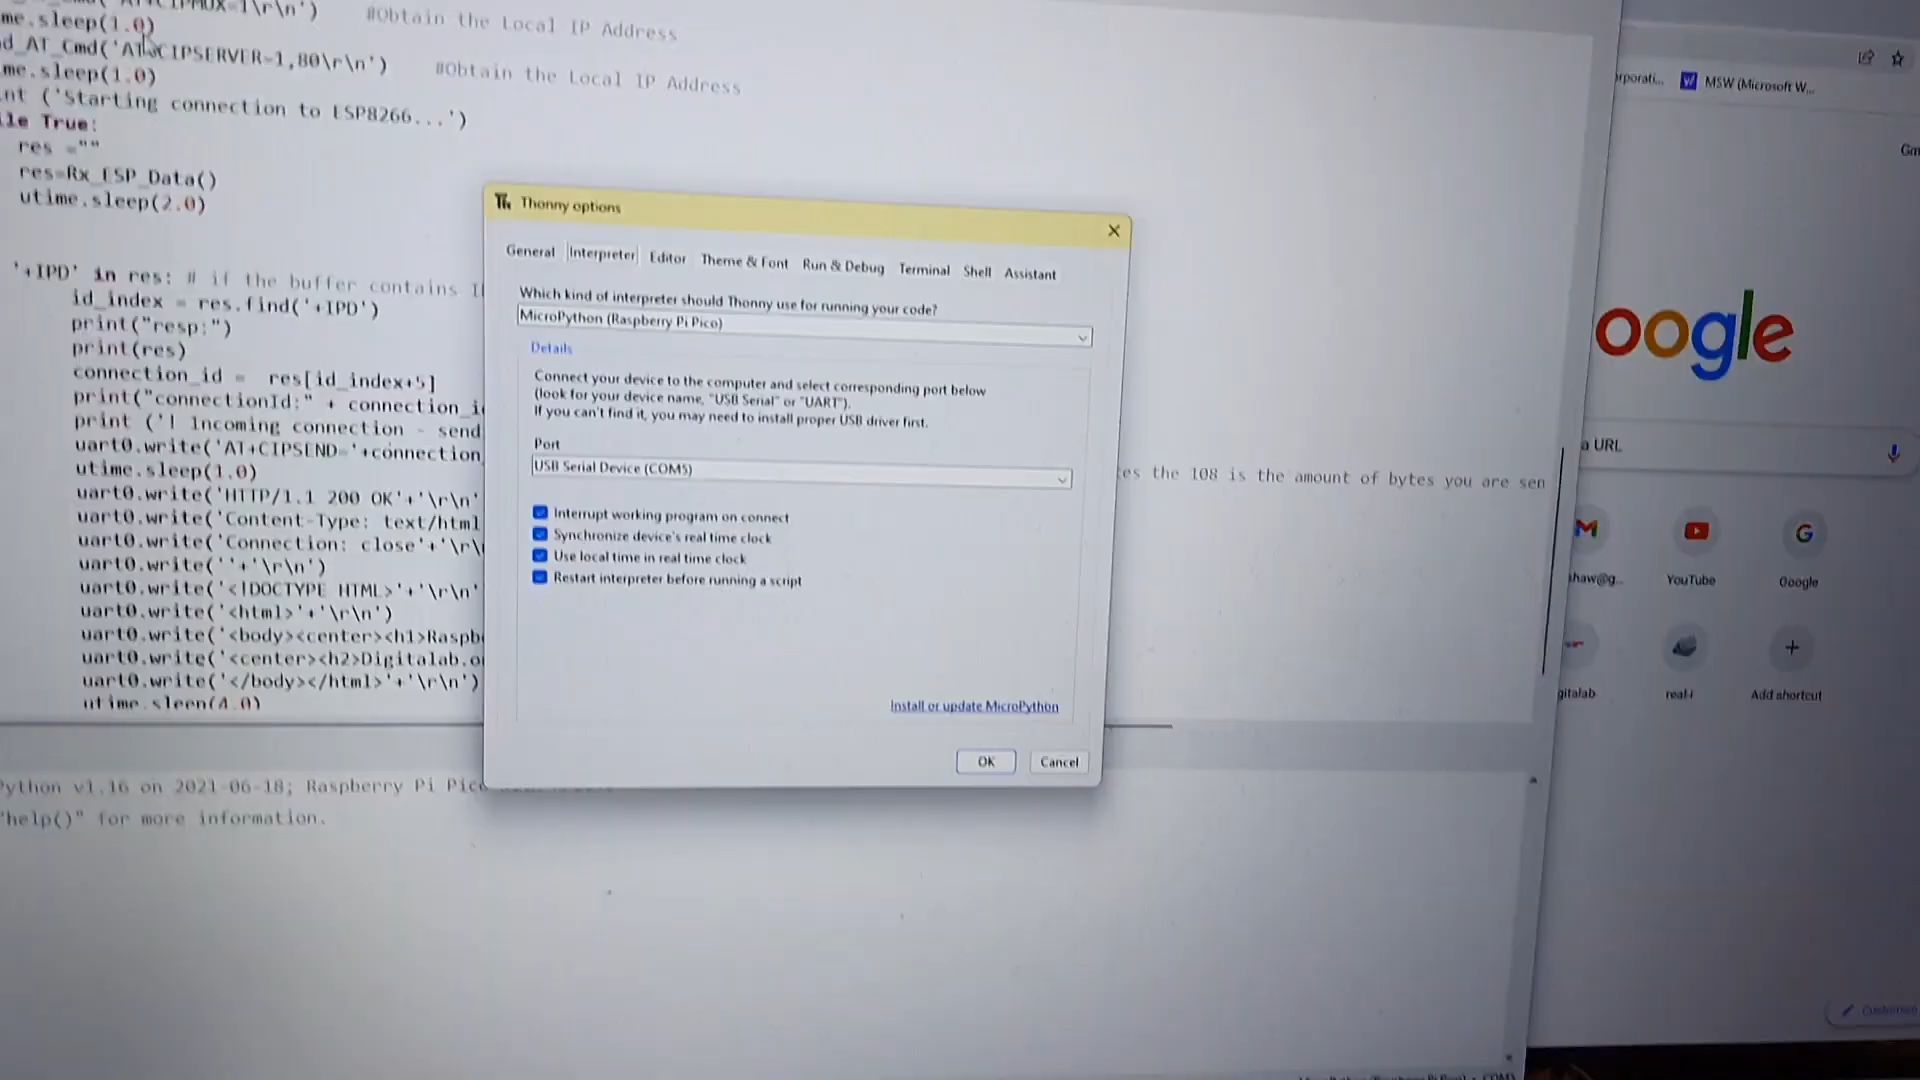 #Obtain the Local IP Address
me.sleep(1.0)
d_AT_Cmd('AT+CIPSERVER=1,80\r\n')
#Obtain the Local IP Address
me.sleep(1.0)
nt ('Starting connection to ESP8266...')
ile True:
res =""
res=Rx_ESP_Data()
utime.sleep(2.0)
'+IPD' in res: # if the buffer contains I
id_index = res.find('+IPD')
print("resp:")
print(res)
connection_id = res[id_index+5]
print("connectionId:" + connection_i
print ('! Incoming connection - send
uart0.write('AT+CIPSEND='+connection_
es the 108 is the amount of bytes you are sen
utime.sleep(1.0)
uart0.write('HTTP/1.1 200 OK'+'\r\n'
uart0.write('Content-Type: text/html
uart0.write('Connection: close'+'\r\
uart0.write(''+'\r\n')
uart0.write('<!DOCTYPE HTML>'+'\r\n'
uart0.write('<html>'+'\r\n')
uart0.write('<body><center><h1>Raspb
uart0.write('<center><h2>Digitalab.o
uart0.write('</body></html>'+'\r\n')
utime.sleep(4.0)
ython v1.16 on 2021-06-18; Raspberry Pi Pico
"help()" for more information.
Thonny options
General Interpreter Editor Theme & Font Run & Debug Terminal Shell Assistant
Which kind of interpreter should Thonny use for running your code?
MicroPython (Raspberry Pi Pico)
Details
Connect your device to the computer and select corresponding port below
(look for your device name, "USB Serial" or "UART").
If you can't find it, you may need to install proper USB driver first.
Port
USB Serial Device (COM5)
Interrupt working program on connect
Synchronize device's real time clock
Use local time in real time clock
Restart interpreter before running a script
Install or update MicroPython
OK Cancel
rporati... MSW (Microsoft W...
Gm
oogle
a URL
haw@g... YouTube Google
gitalab real-i Add shortcut